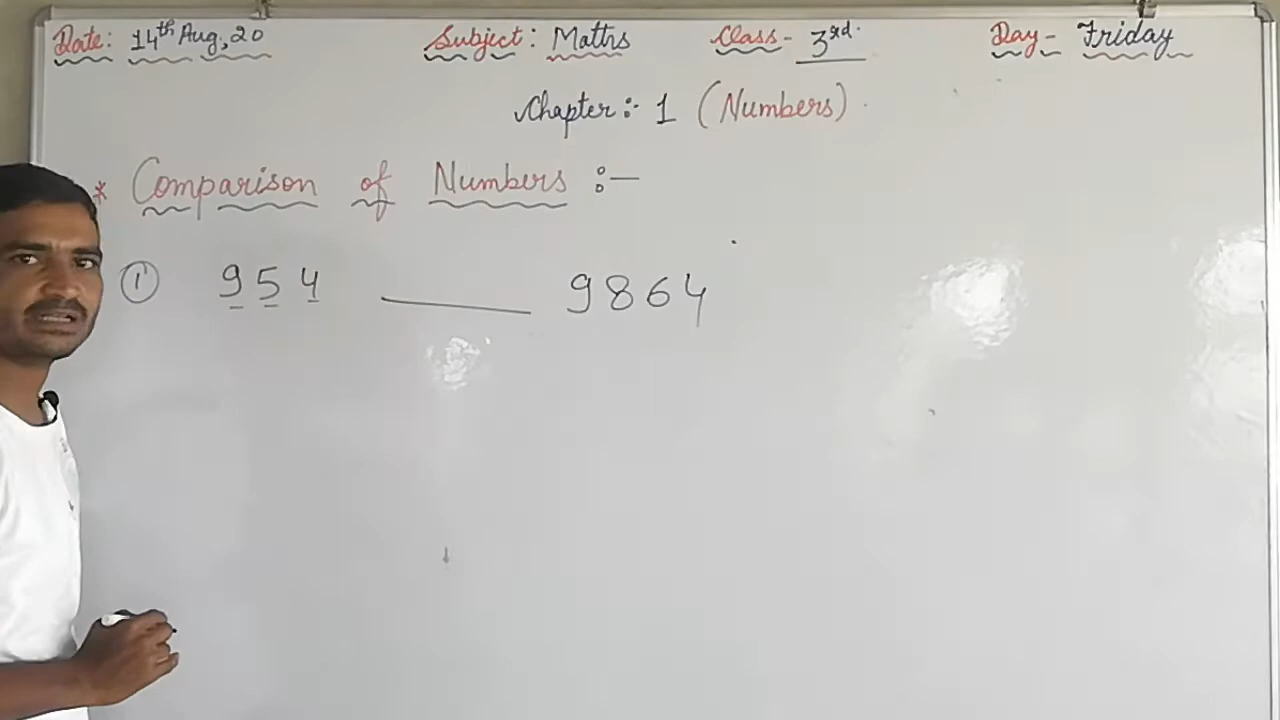 Date: 14th Aug, 20 Subject: Maths Class- 3rd. Day- Friday
Chapter:- 1 (Numbers)
* Comparison of Numbers :-
1 954 ______ 9864